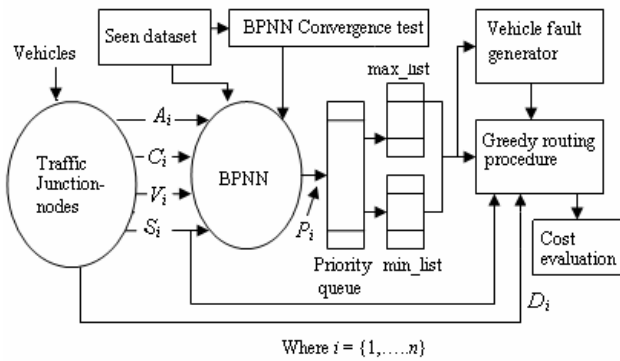 Seen dataset
BPNN Convergence test
Vehicle fault
generator
Vehicles
max_list
Traffic
Junction-
nodes
A_i
C_i
V_i
S_i
BPNN
P_i
Priority
queue
min_list
Greedy routing
procedure
Cost
evaluation
D_i
Where i = {1,.....n}